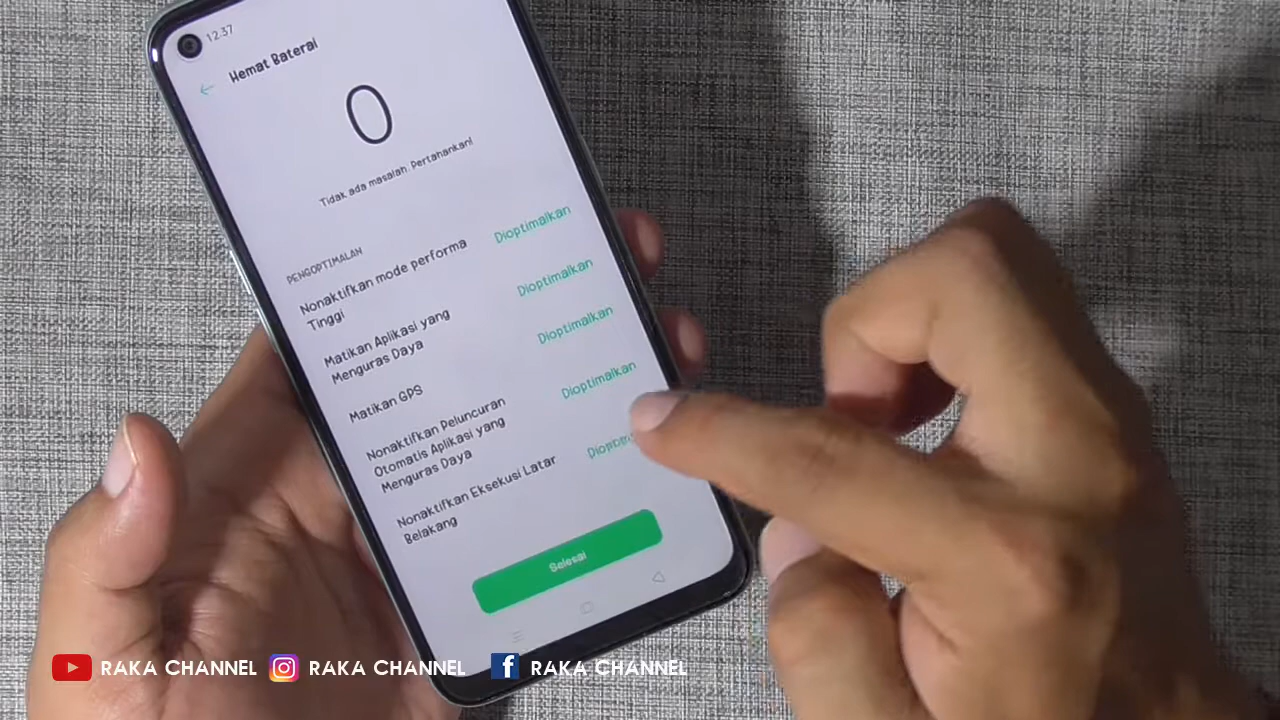 12.37
Hemat Baterai
0
Tidak ada masalah. Pertahankan!
PENGOPTIMALAN
Nonaktifkan mode performa
Tinggi
Dioptimalkan
Matikan Aplikasi yang
Menguras Daya
Dioptimalkan
Matikan GPS
Dioptimalkan
Nonaktifkan Peluncuran
Otomatis Aplikasi yang
Menguras Daya
Dioptimalkan
Nonaktifkan Eksekusi Latar
Belakang
Selesai
RAKA CHANNEL
RAKA CHANNEL
RAKA CHANNEL